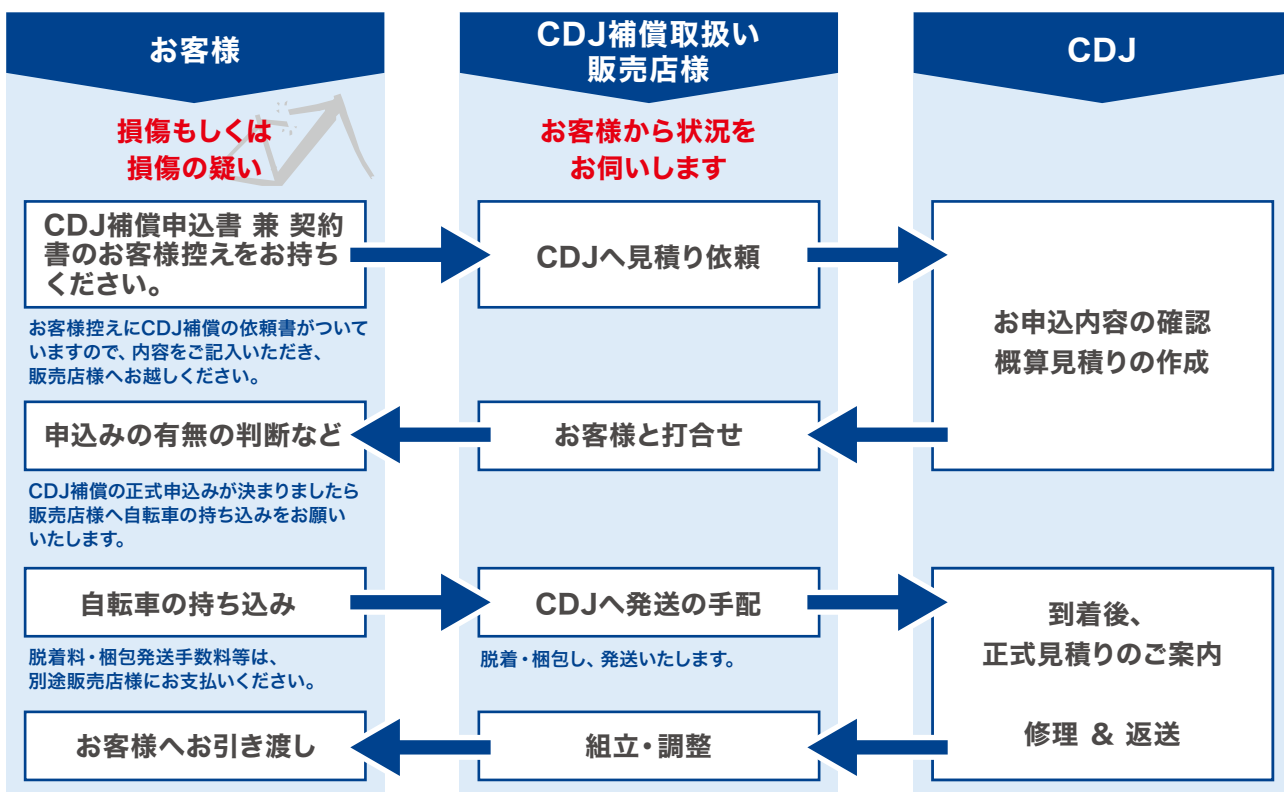 お客様
CDJ補償取扱い
販売店様
CDJ
損傷もしくは
損傷の疑い
お客様から状況を
お伺いします
CDJ補償申込書 兼 契約
書のお客様控えをお持ち
ください。
CDJへ見積り依頼
お申込内容の確認
概算見積りの作成
お客様控えにCDJ補償の依頼書がついて
いますので、内容をご記入いただき、
販売店様へお越しください。
申込みの有無の判断など
お客様と打合せ
CDJ補償の正式申込みが決まりましたら
販売店様へ自転車の持ち込みをお願い
いたします。
自転車の持ち込み
CDJへ発送の手配
到着後、
正式見積りのご案内
脱着料・梱包発送手数料等は、
別途販売店様にお支払いください。
脱着・梱包し、発送いたします。
お客様へお引き渡し
組立・調整
修理 & 返送